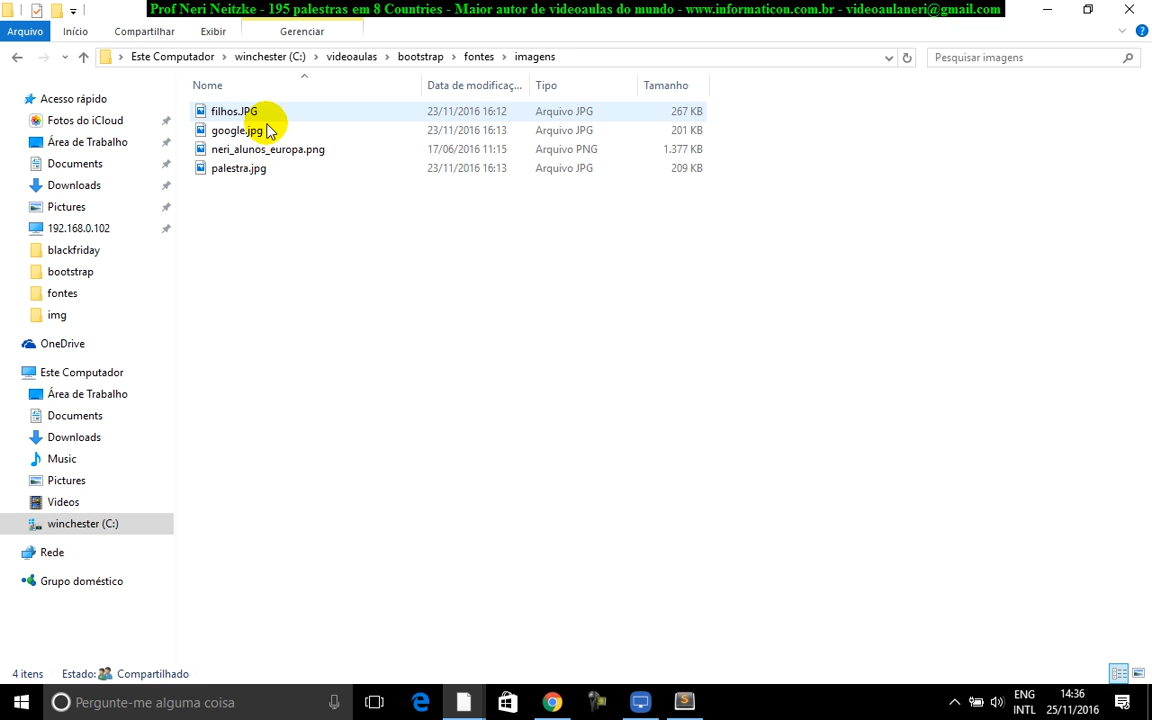 Prof Neri Neitzke - 195 palestras em 8 Countries - Maior autor de videoaulas do mundo - www.informaticon.com.br - videoaulaneri@gmail.com
Arquivo Início Compartilhar Exibir Gerenciar
Este Computador > winchester (C:) > videoaulas > bootstrap > fontes > imagens
Pesquisar imagens
Nome Data de modificaç... Tipo Tamanho
filhos.JPG 23/11/2016 16:12 Arquivo JPG 267 KB
google.jpg 23/11/2016 16:13 Arquivo JPG 201 KB
neri_alunos_europa.png 17/06/2016 11:15 Arquivo PNG 1.377 KB
palestra.jpg 23/11/2016 16:13 Arquivo JPG 209 KB
Acesso rápido
Fotos do iCloud
Área de Trabalho
Documents
Downloads
Pictures
192.168.0.102
blackfriday
bootstrap
fontes
img
OneDrive
Este Computador
Área de Trabalho
Documents
Downloads
Music
Pictures
Videos
winchester (C:)
Rede
Grupo doméstico
4 itens Estado: Compartilhado
Pergunte-me alguma coisa
ENG 14:36
INTL 25/11/2016